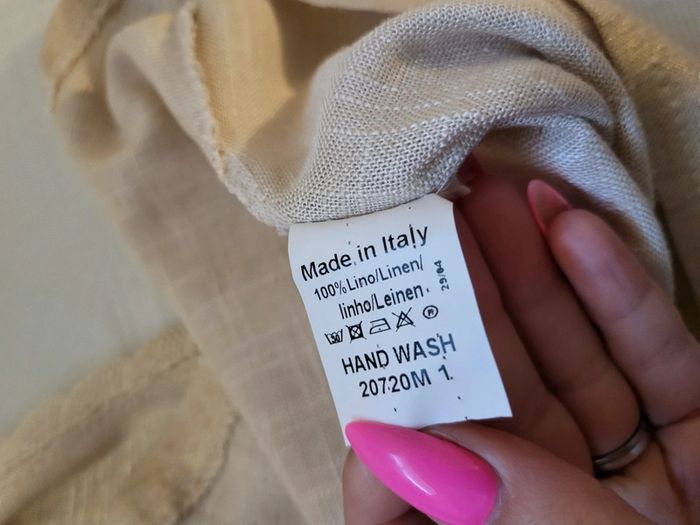 Made in Italy
100% Lino/Linen/
linho/Leinen.
29/04
HAND WASH
20720M 1